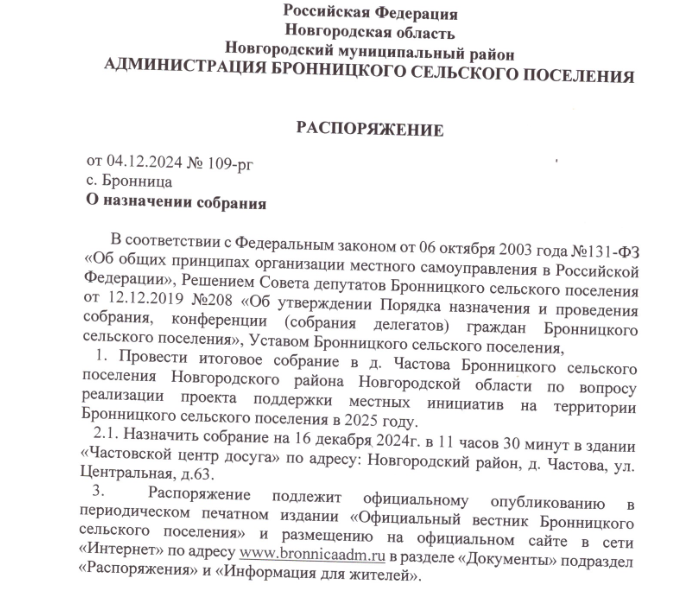 Российская Федерация
Новгородская область
Новгородский муниципальный район
АДМИНИСТРАЦИЯ БРОННИЦКОГО СЕЛЬСКОГО ПОСЕЛЕНИЯ
РАСПОРЯЖЕНИЕ
от 04.12.2024 № 109-рг
с. Бронница
О назначении собрания
В соответствии с Федеральным законом от 06 октября 2003 года №131-ФЗ
«Об общих принципах организации местного самоуправления в Российской
Федерации», Решением Совета депутатов Бронницкого сельского поселения
от 12.12.2019 №208 «Об утверждении Порядка назначения и проведения
собрания, конференции (собрания делегатов) граждан Бронницкого
сельского поселения», Уставом Бронницкого сельского поселения,
1. Провести итоговое собрание в д. Частова Бронницкого сельского
поселения Новгородского района Новгородской области по вопросу
реализации проекта поддержки местных инициатив на территории
Бронницкого сельского поселения в 2025 году.
2.1. Назначить собрание на 16 декабря 2024г. в 11 часов 30 минут в здании
«Частовской центр досуга» по адресу: Новгородский район, д. Частова, ул.
Центральная, д.63.
3. Распоряжение подлежит официальному опубликованию в
периодическом печатном издании «Официальный вестник Бронницкого
сельского поселения» и размещению на официальном сайте в сети
«Интернет» по адресу www.bronnicaadm.ru в разделе «Документы» подраздел
«Распоряжения» и «Информация для жителей».